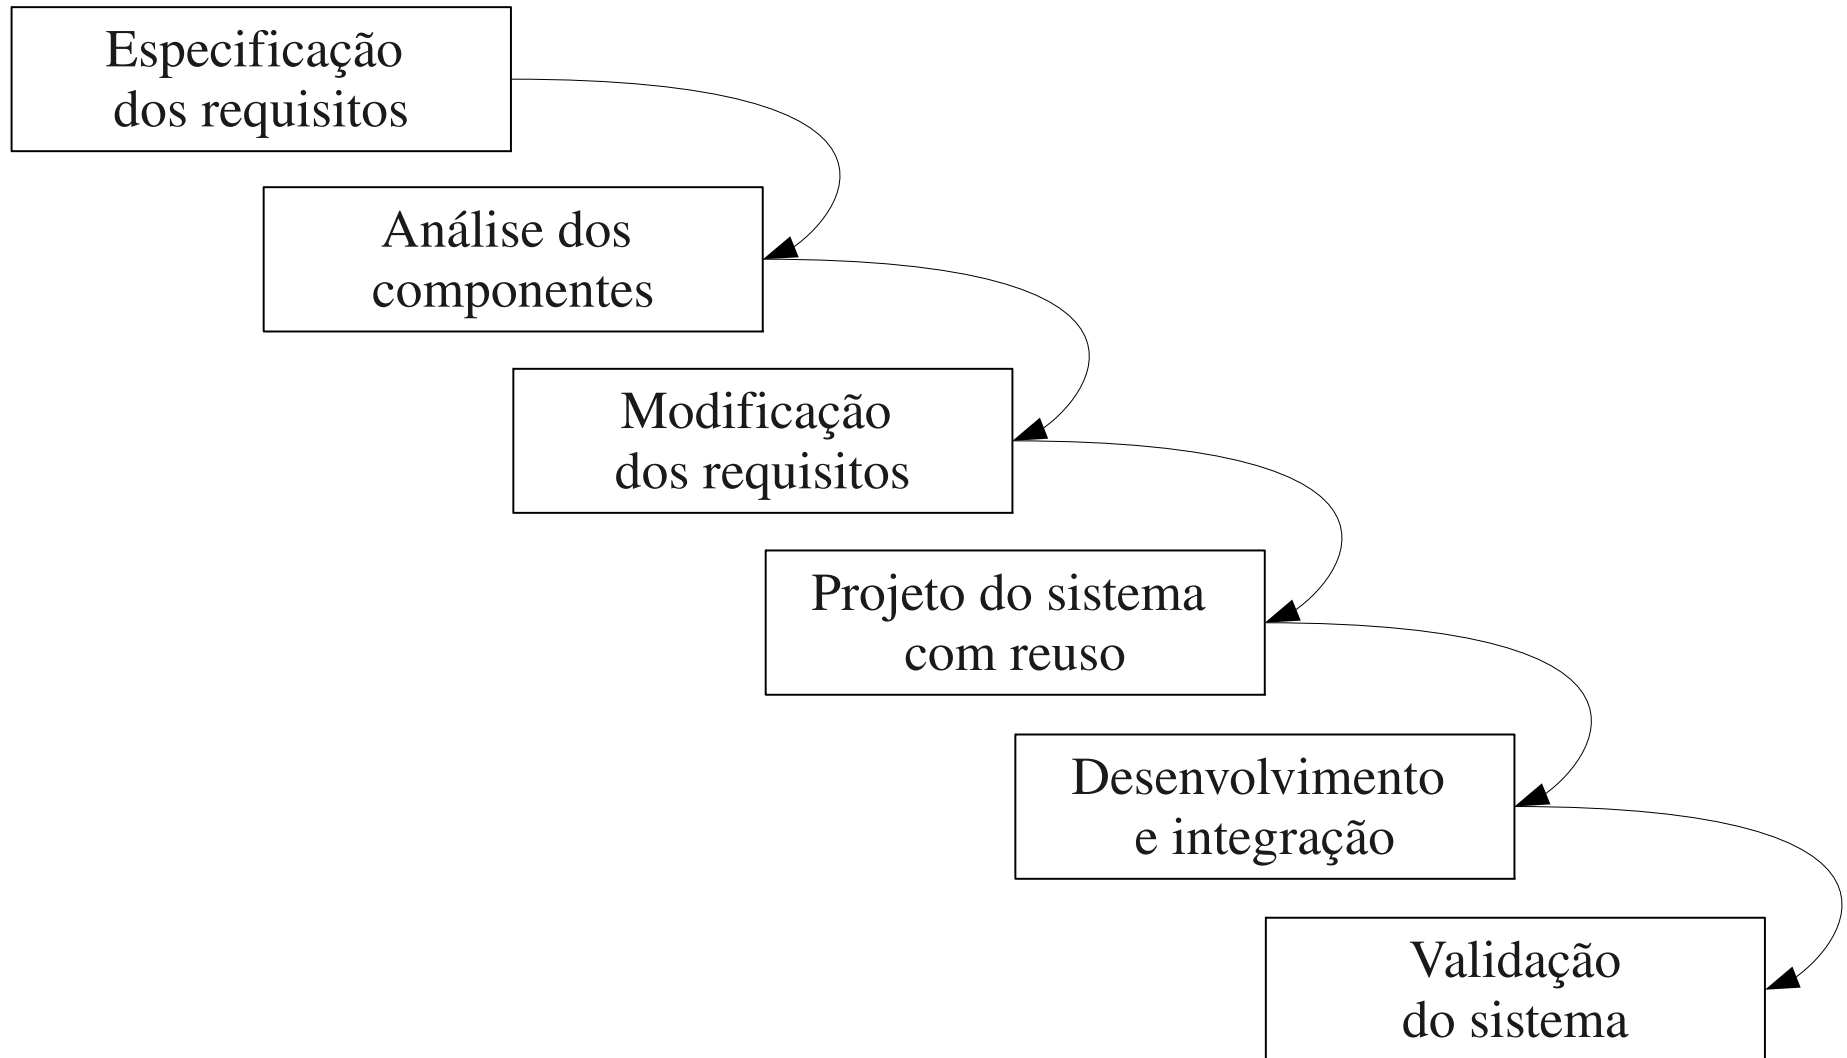 Especificação
dos requisitos
Análise dos
componentes
Modificação
dos requisitos
Projeto do sistema
com reuso
Desenvolvimento
e integração
Validação
do sistema